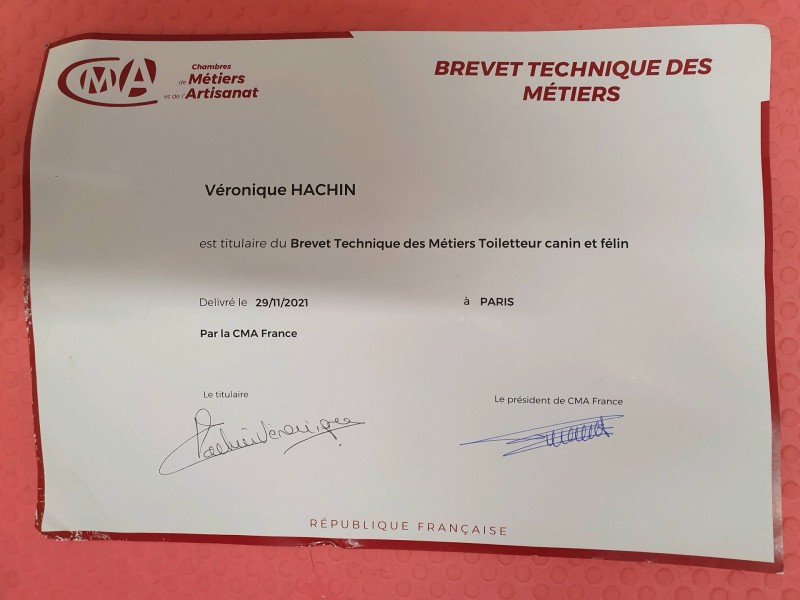 CMA
Chambres
de Métiers
et de l'Artisanat
BREVET TECHNIQUE DES
MÉTIERS
Véronique HACHIN
est titulaire du Brevet Technique des Métiers Toiletteur canin et félin
Delivré le 29/11/2021 à PARIS
Par la CMA France
Le titulaire
Le président de CMA France
Hachin Véronique
RÉPUBLIQUE FRANÇAISE